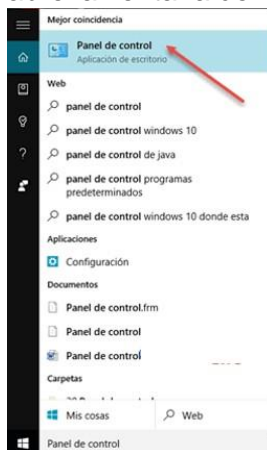 Mejor coincidencia
Panel de control
Aplicación de escritorio
Web
panel de control
panel de control windows 10
panel de control de java
panel de control programas
predeterminados
panel de control windows 10 donde esta
Aplicaciones
Configuración
Documentos
Panel de control.frm
Panel de control
Panel de control
Carpetas
Mis cosas
Web
Panel de control